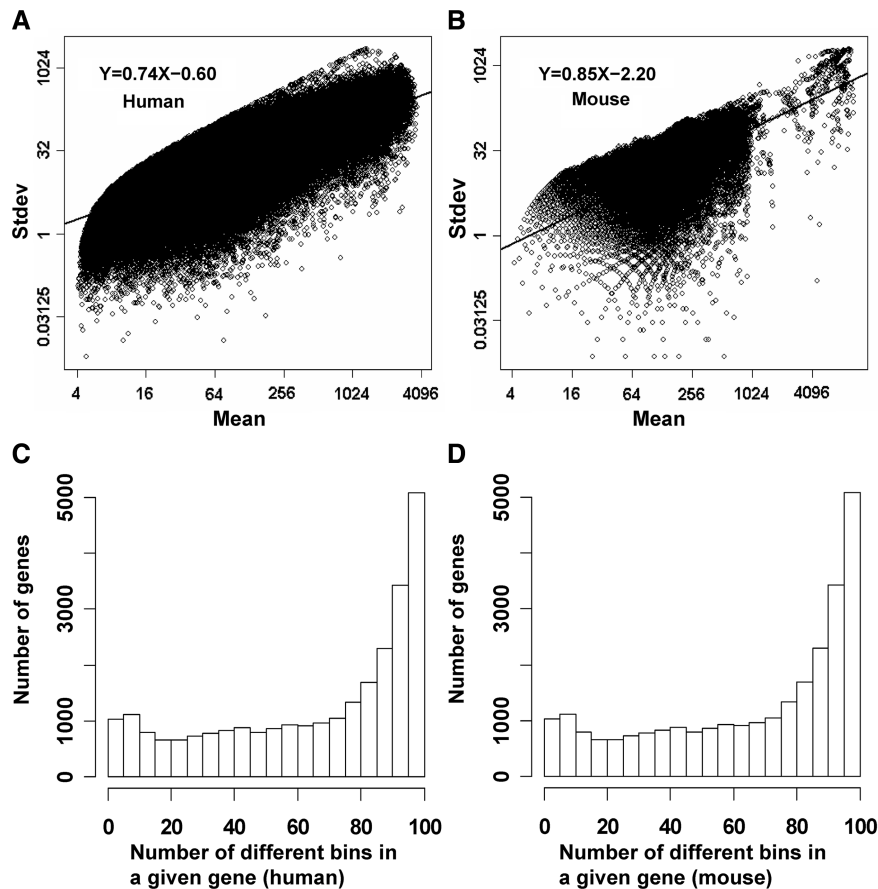 A
Y=0.74X−0.60
Human
Stdev
1024
32
1
0.03125
4 16 64 256 1024 4096
Mean
B
Y=0.85X−2.20
Mouse
Stdev
1024
32
1
0.03125
4 16 64 256 1024 4096
Mean
C
Number of genes
5000
3000
1000
0
0 20 40 60 80 100
Number of different bins in
a given gene (human)
D
Number of genes
5000
3000
1000
0
0 20 40 60 80 100
Number of different bins in
a given gene (mouse)